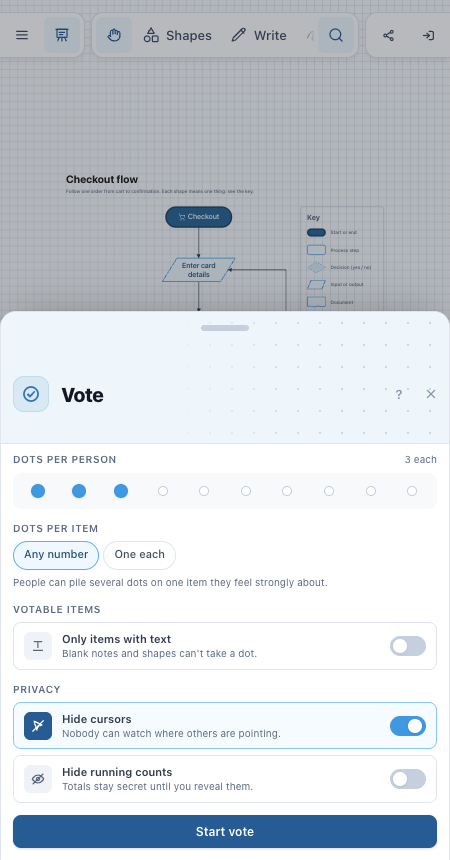 Shapes
Write
Checkout flow
Follow one order from cart to confirmation. Each shape means one thing; see the key.
Checkout
Enter card
details
Key
Start or end
Process step
Decision (yes / no)
Input or output
Document
Vote
?
DOTS PER PERSON
3 each
DOTS PER ITEM
Any number
One each
People can pile several dots on one item they feel strongly about.
VOTABLE ITEMS
Only items with text
Blank notes and shapes can't take a dot.
PRIVACY
Hide cursors
Nobody can watch where others are pointing.
Hide running counts
Totals stay secret until you reveal them.
Start vote